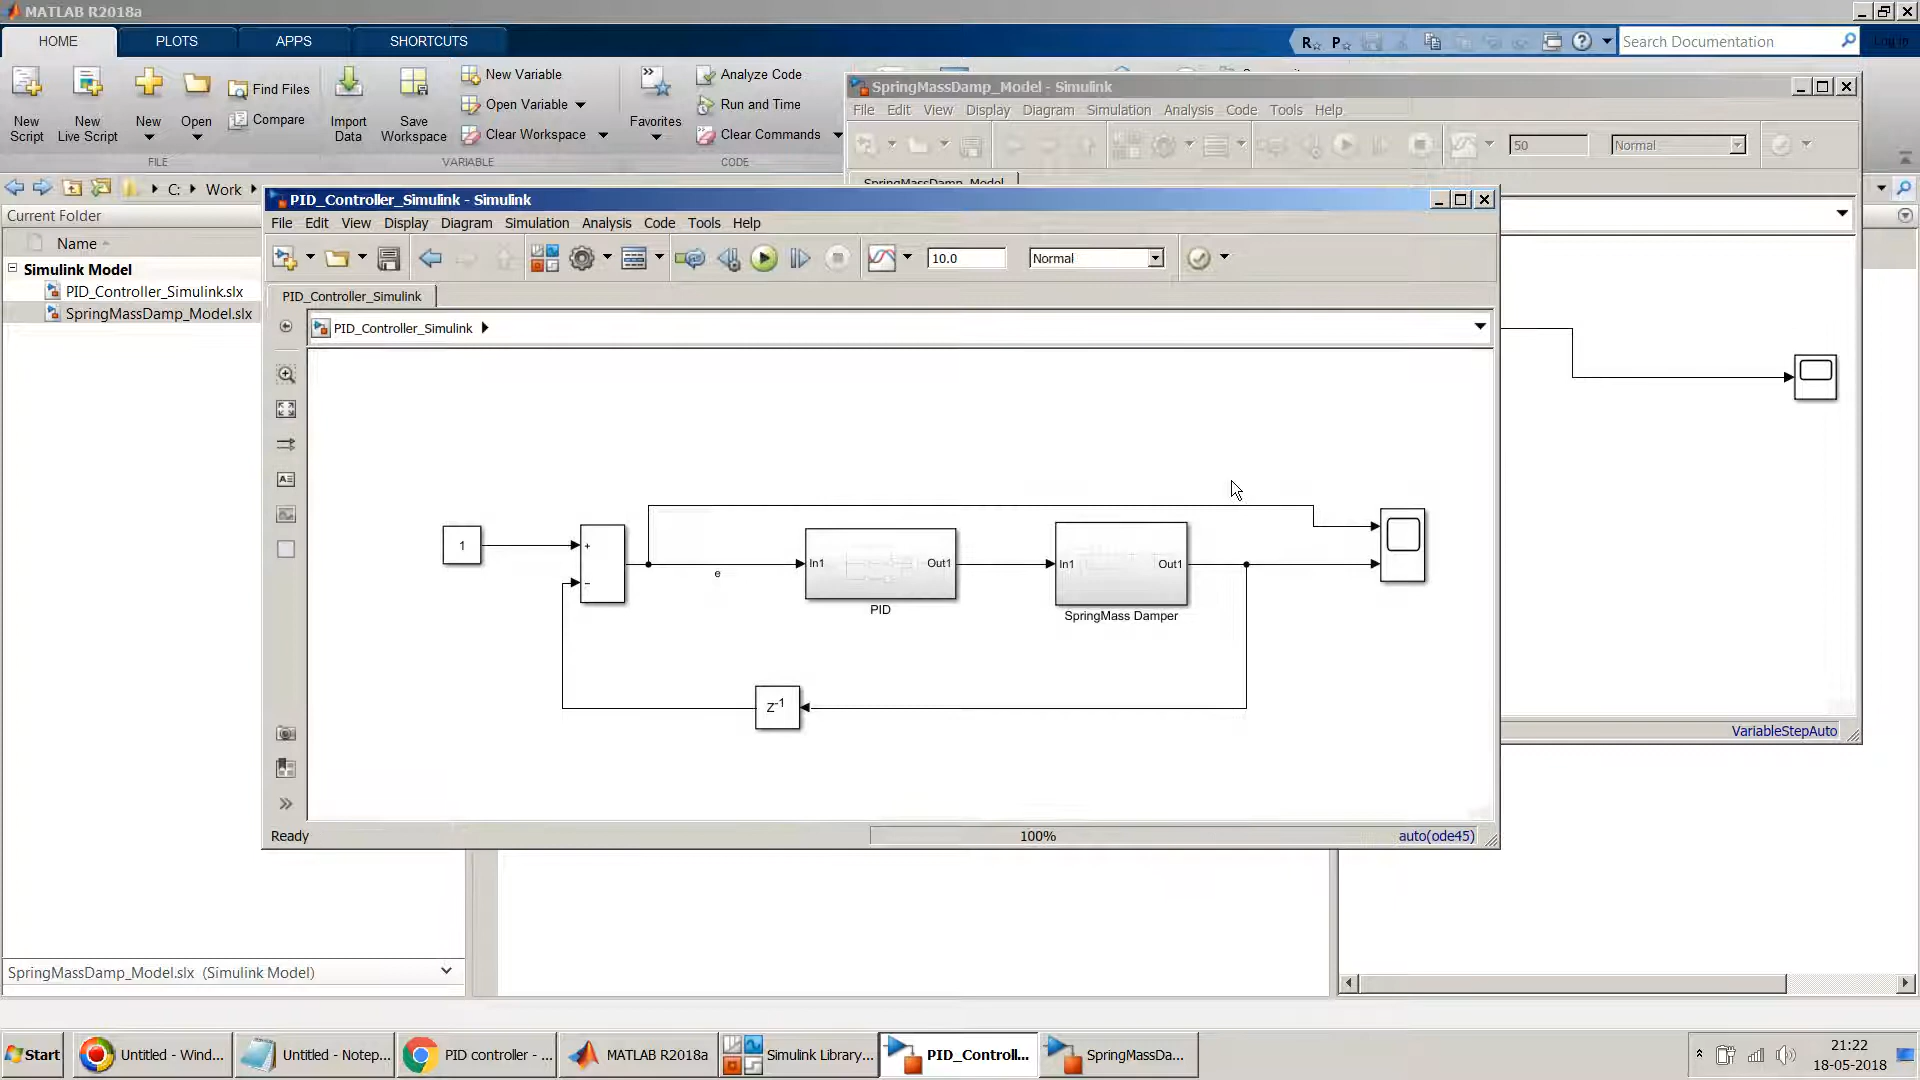 MATLAB R2018a
HOME
PLOTS
APPS
SHORTCUTS
Search Documentation
New Script
New Live Script
New
Open
Find Files
Compare
Import Data
Save Workspace
New Variable
Open Variable
Clear Workspace
Favorites
Analyze Code
Run and Time
Clear Commands
FILE
VARIABLE
CODE
SpringMassDamp_Model - Simulink
File Edit View Display Diagram Simulation Analysis Code Tools Help
50
Normal
SpringMassDamp_Model
C:
Work
Current Folder
Name
Simulink Model
PID_Controller_Simulink.slx
SpringMassDamp_Model.slx
PID_Controller_Simulink - Simulink
File Edit View Display Diagram Simulation Analysis Code Tools Help
10.0
Normal
PID_Controller_Simulink
PID_Controller_Simulink
1
+
−
e
In1
Out1
PID
In1
Out1
SpringMass Damper
Z-1
Ready
100%
auto(ode45)
VariableStepAuto
SpringMassDamp_Model.slx (Simulink Model)
Start
Untitled - Wind...
Untitled - Notep...
PID controller - ...
MATLAB R2018a
Simulink Library...
PID_Controll...
SpringMassDa...
21:22
18-05-2018